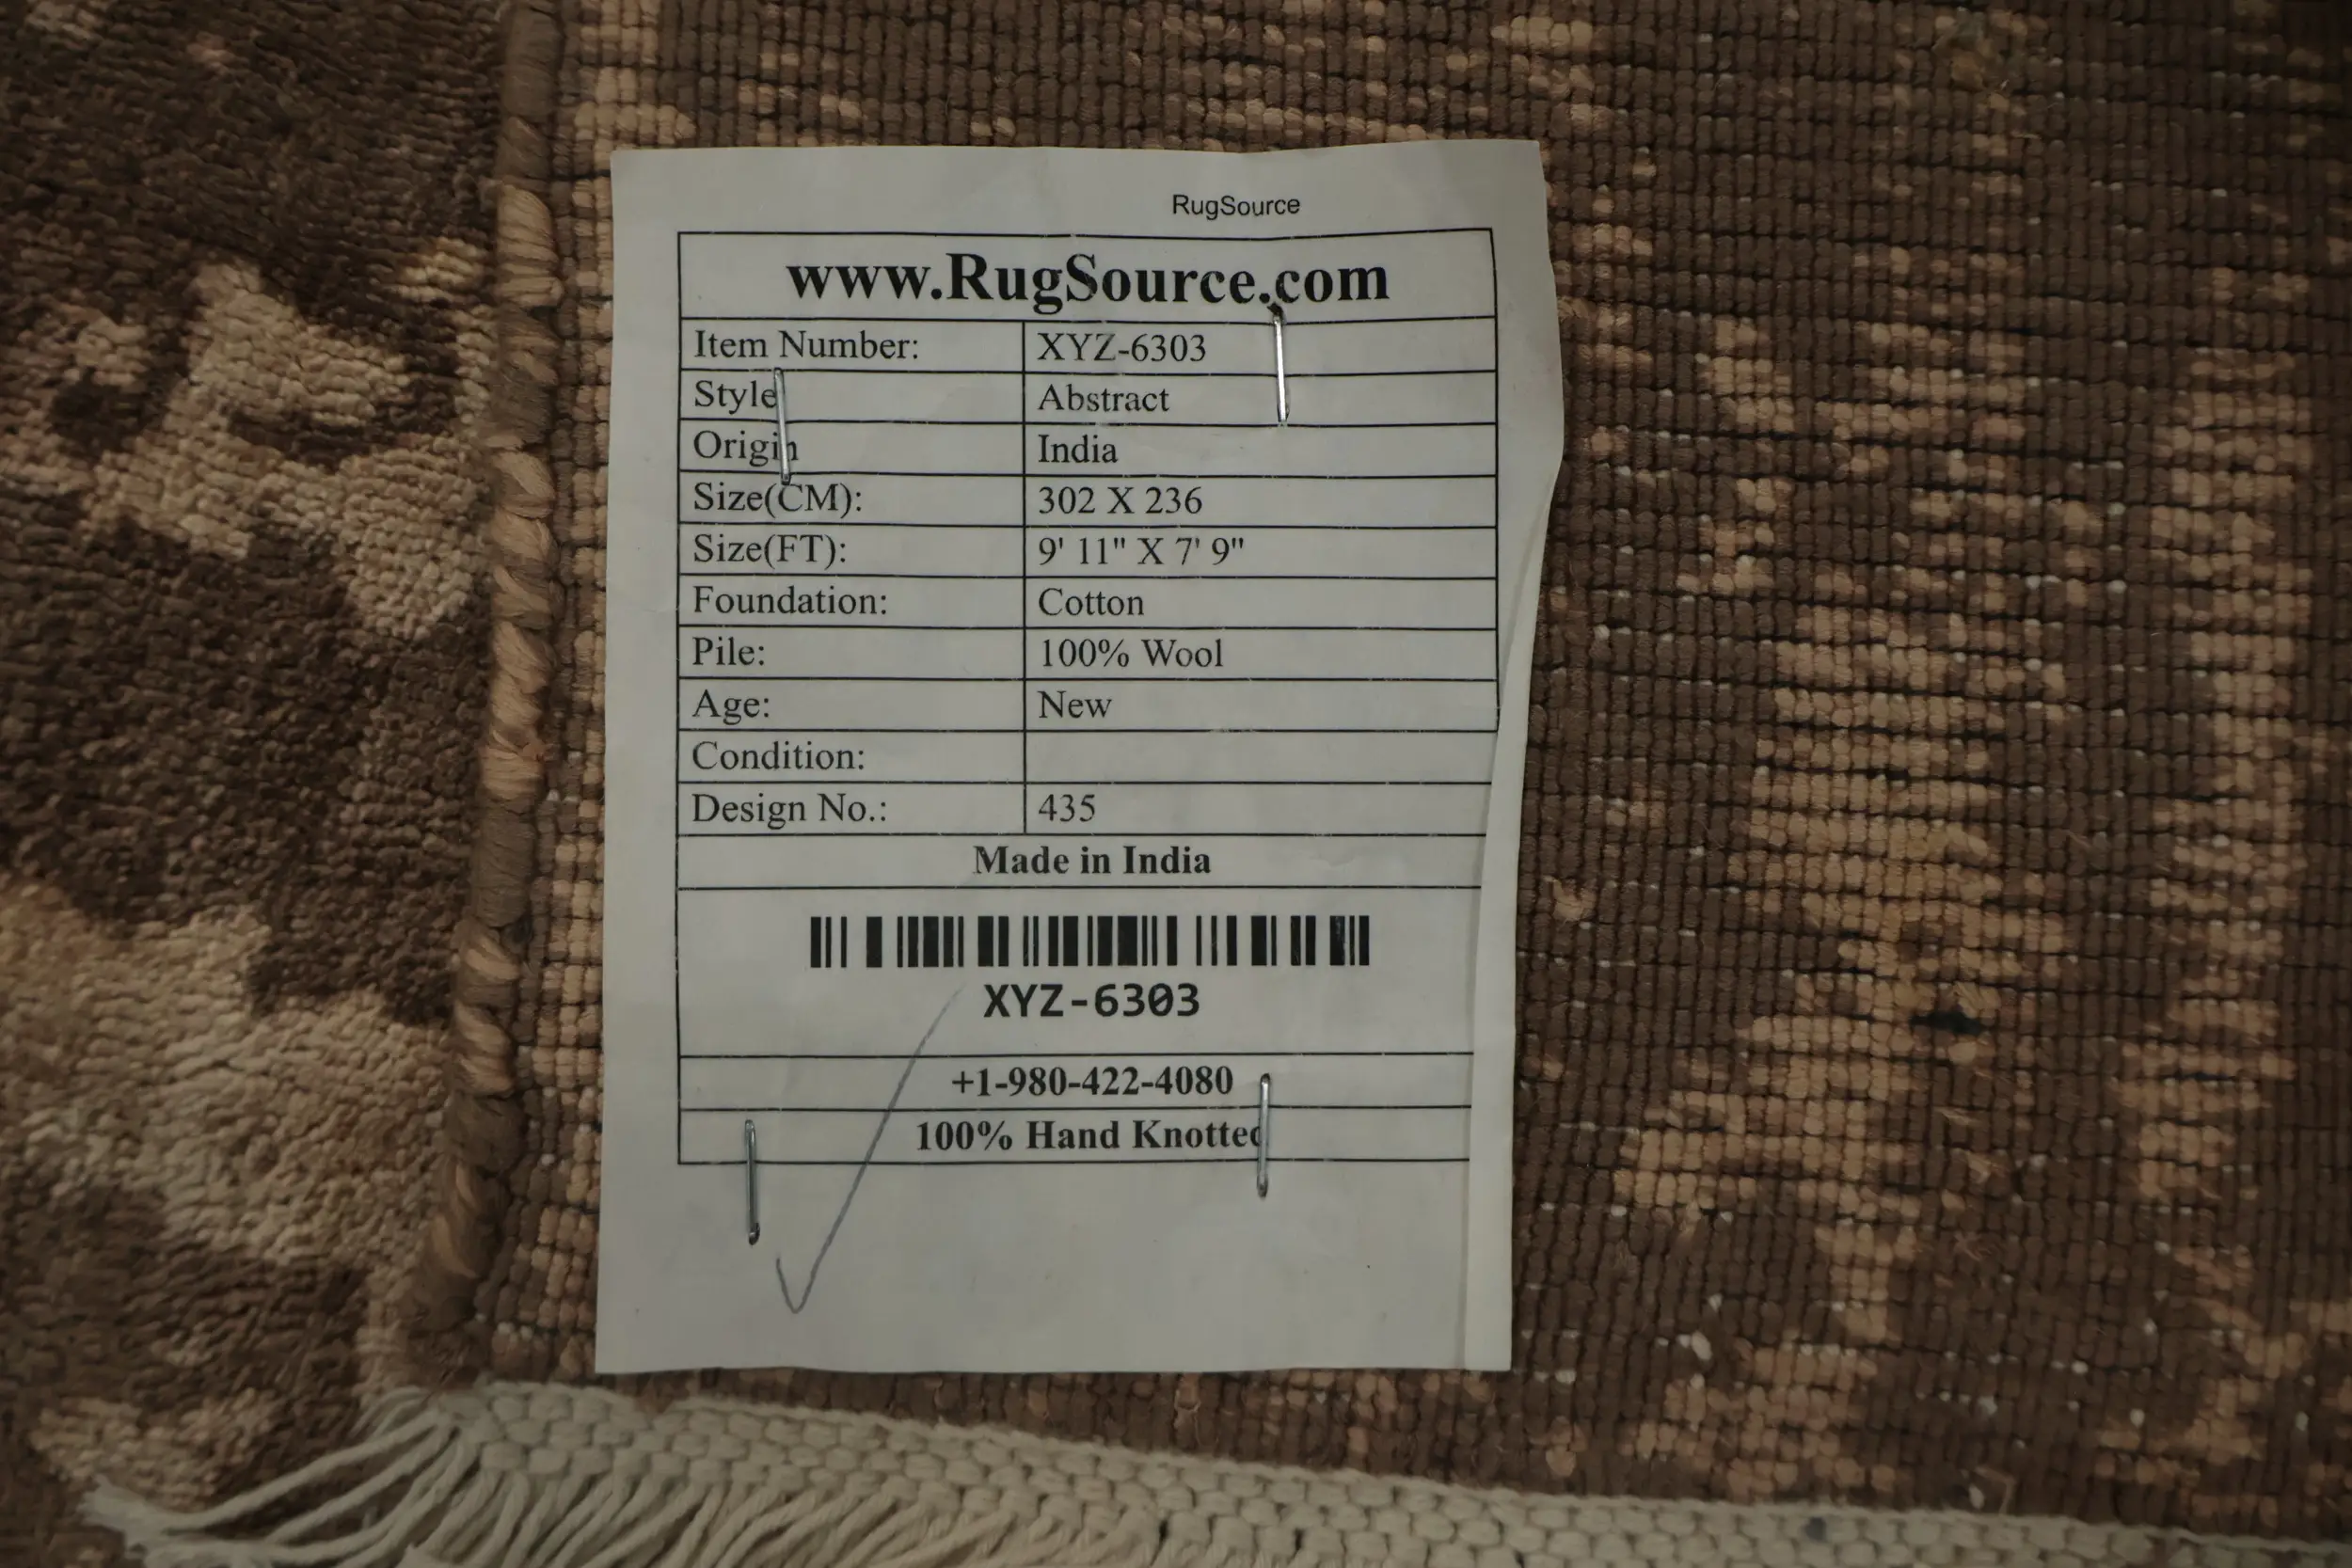 RugSource
www.RugSource.com
Item Number: XYZ-6303
Style Abstract
Origin India
Size(CM): 302 X 236
Size(FT): 9' 11" X 7' 9"
Foundation: Cotton
Pile: 100% Wool
Age: New
Condition:
Design No.: 435
Made in India
XYZ-6303
+1-980-422-4080
100% Hand Knotted